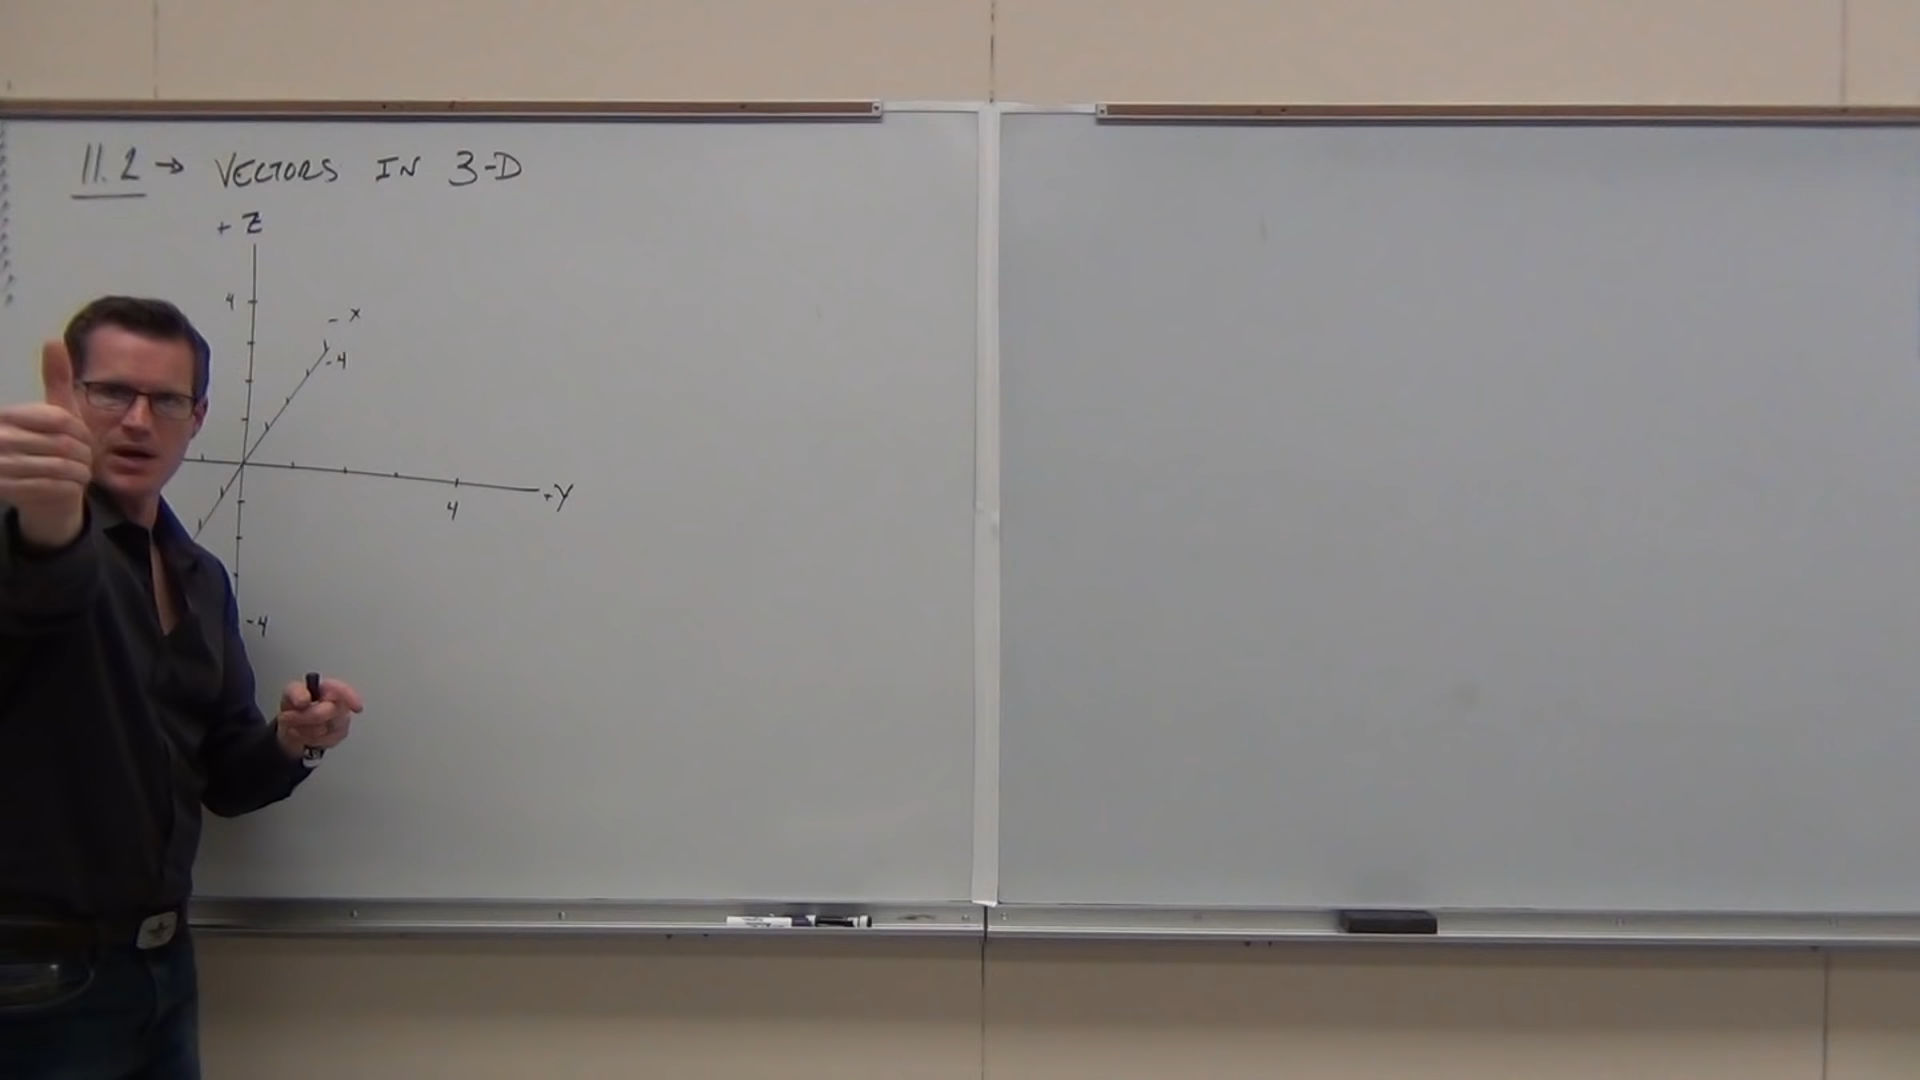 11.2 → VECTORS IN 3-D
+ Z
4
- x
-4
+Y
4
-4